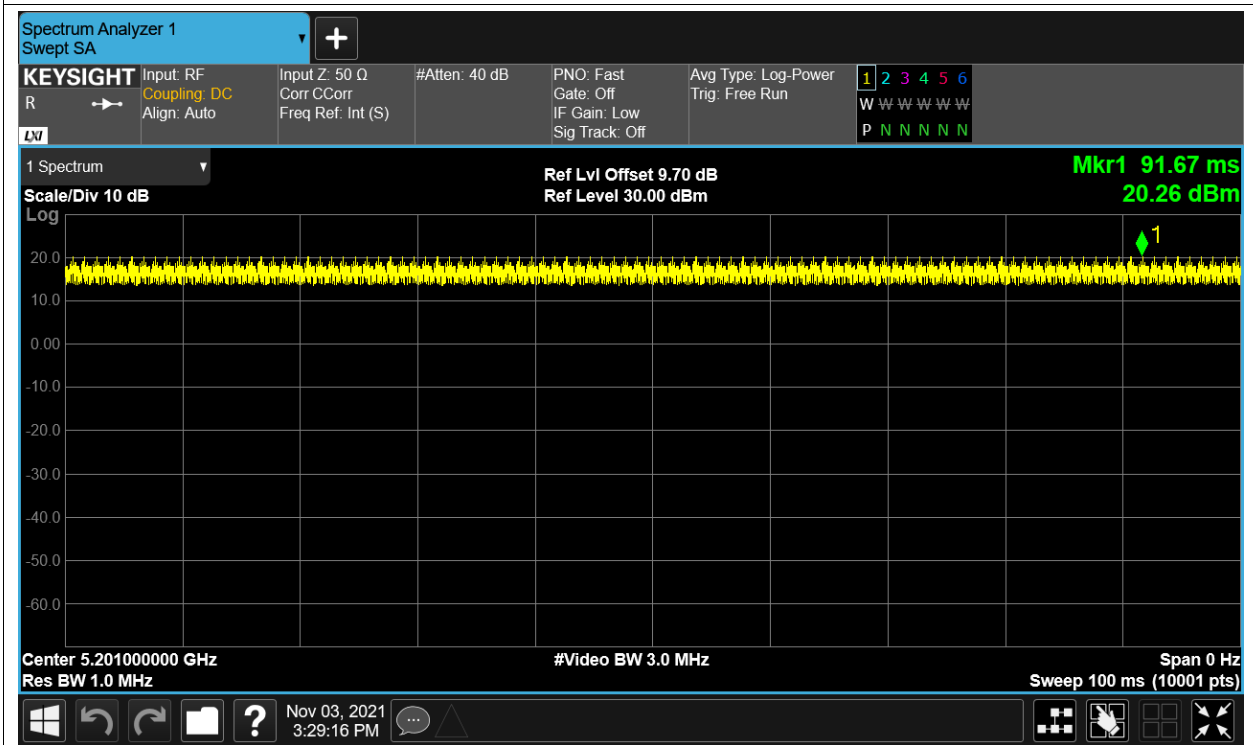 Spectrum Analyzer 1
Swept SA
KEYSIGHT
R
LXI
Input: RF
Coupling: DC
Align: Auto
Input Z: 50 Ω
Corr CCorr
Freq Ref: Int (S)
#Atten: 40 dB
PNO: Fast
Gate: Off
IF Gain: Low
Sig Track: Off
Avg Type: Log-Power
Trig: Free Run
1 2 3 4 5 6
W W W W W W
P N N N N N
1 Spectrum
Scale/Div 10 dB
Log
Ref Lvl Offset 9.70 dB
Ref Level 30.00 dBm
Mkr1 91.67 ms
20.26 dBm
1
20.0
10.0
0.00
-10.0
-20.0
-30.0
-40.0
-50.0
-60.0
Center 5.201000000 GHz
Res BW 1.0 MHz
#Video BW 3.0 MHz
Span 0 Hz
Sweep 100 ms (10001 pts)
?
Nov 03, 2021
3:29:16 PM